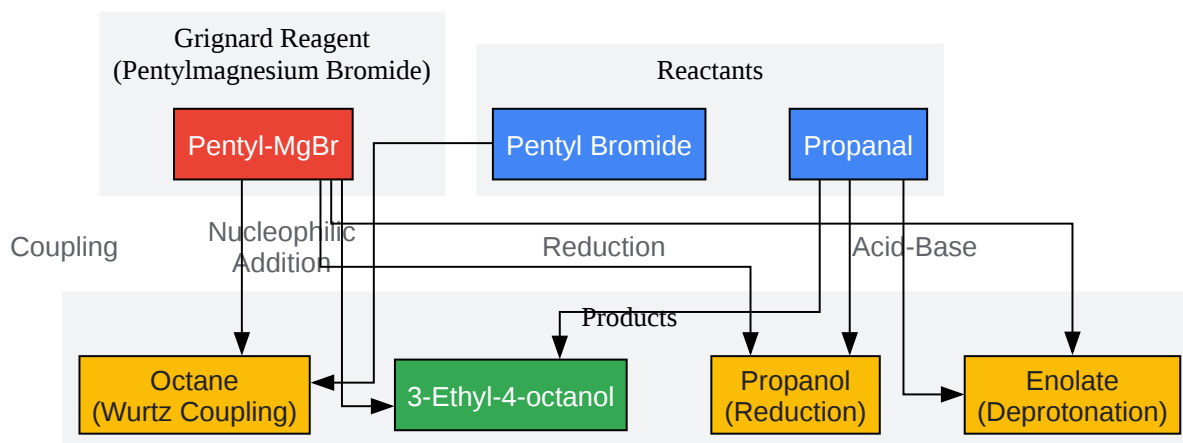 Grignard Reagent
(Pentylmagnesium Bromide)
Reactants
Pentyl-MgBr
Pentyl Bromide
Propanal
Coupling
Nucleophilic
Addition
Reduction
Acid-Base
Products
Octane
(Wurtz Coupling)
3-Ethyl-4-octanol
Propanol
(Reduction)
Enolate
(Deprotonation)